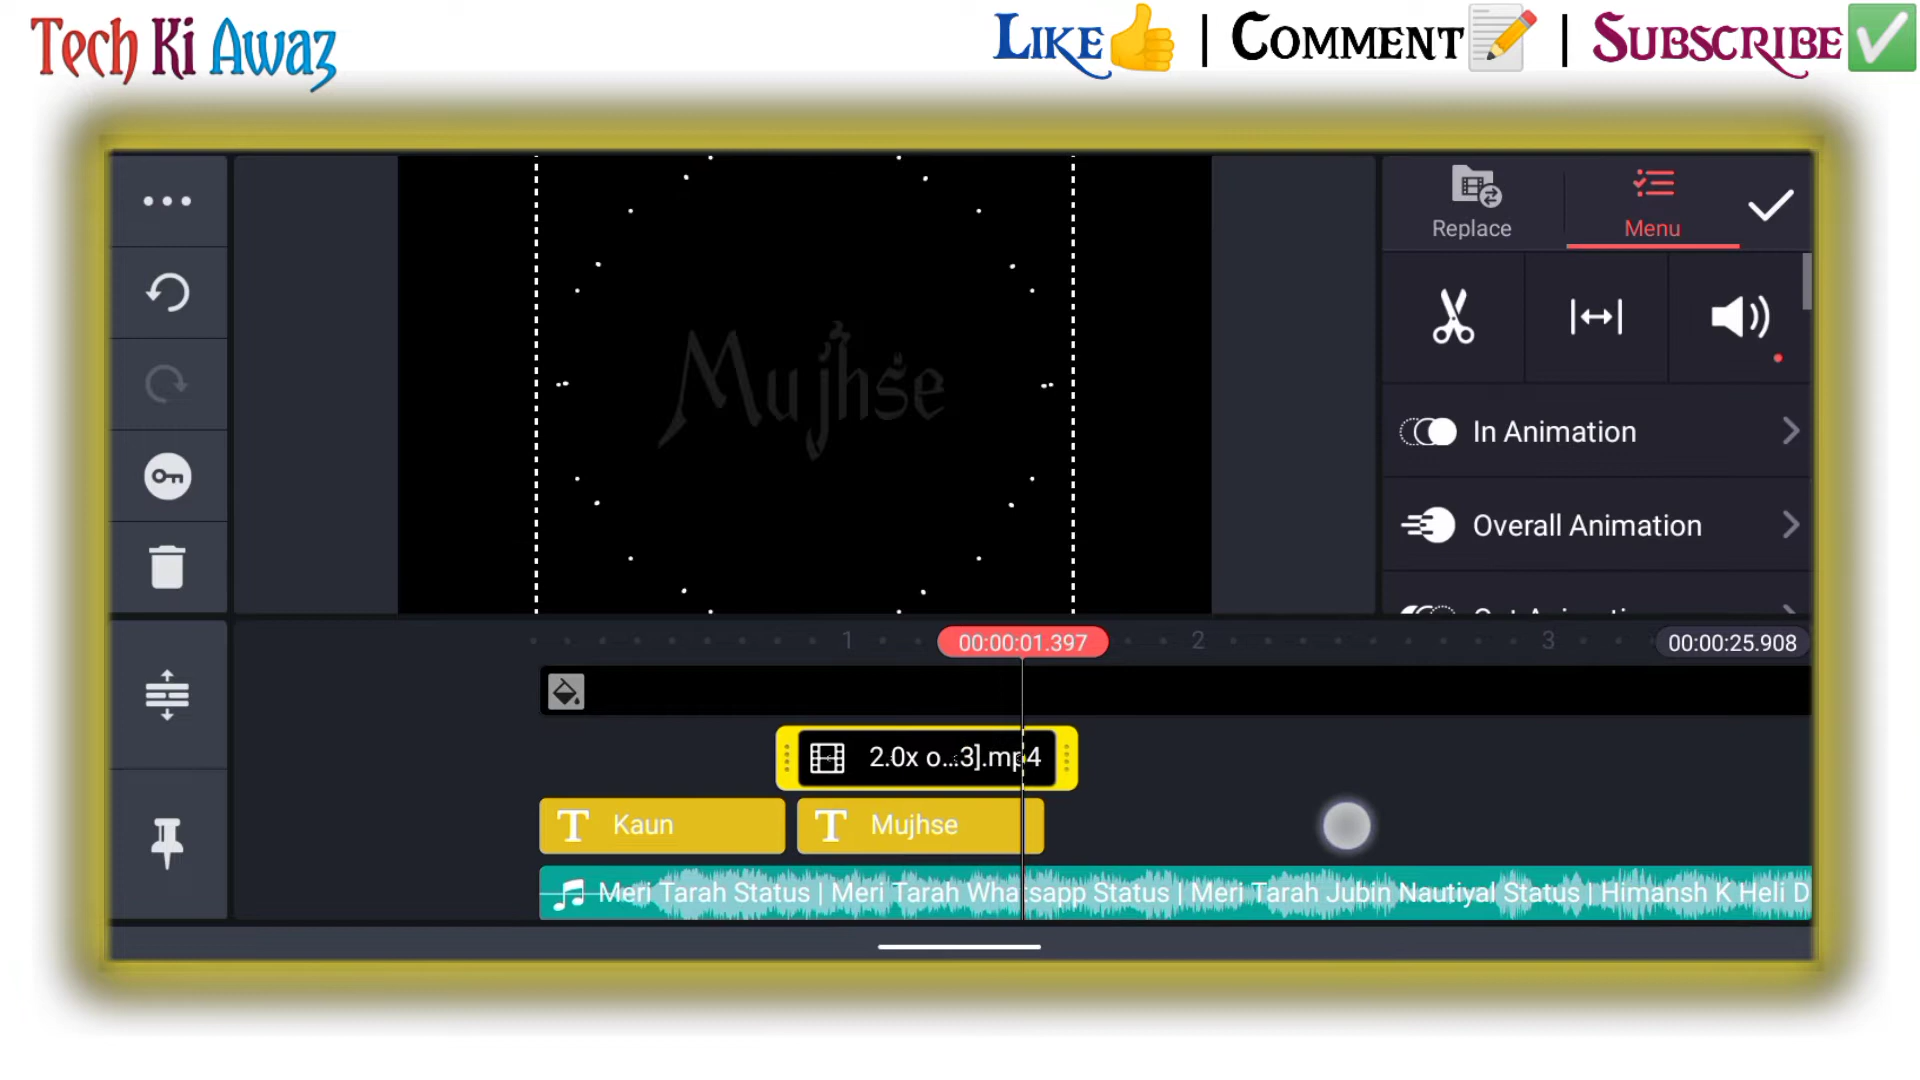 Tech Ki Awaz
Like | Comment | Subscribe
Replace
Menu
Mujhse
In Animation
Overall Animation
1
00:00:01.397
2
3
00:00:25.908
2.0x o...3].mp4
Kaun
Mujhse
Meri Tarah Status | Meri Tarah Whatsapp Status | Meri Tarah Jubin Nautiyal Status | Himansh K Heli D